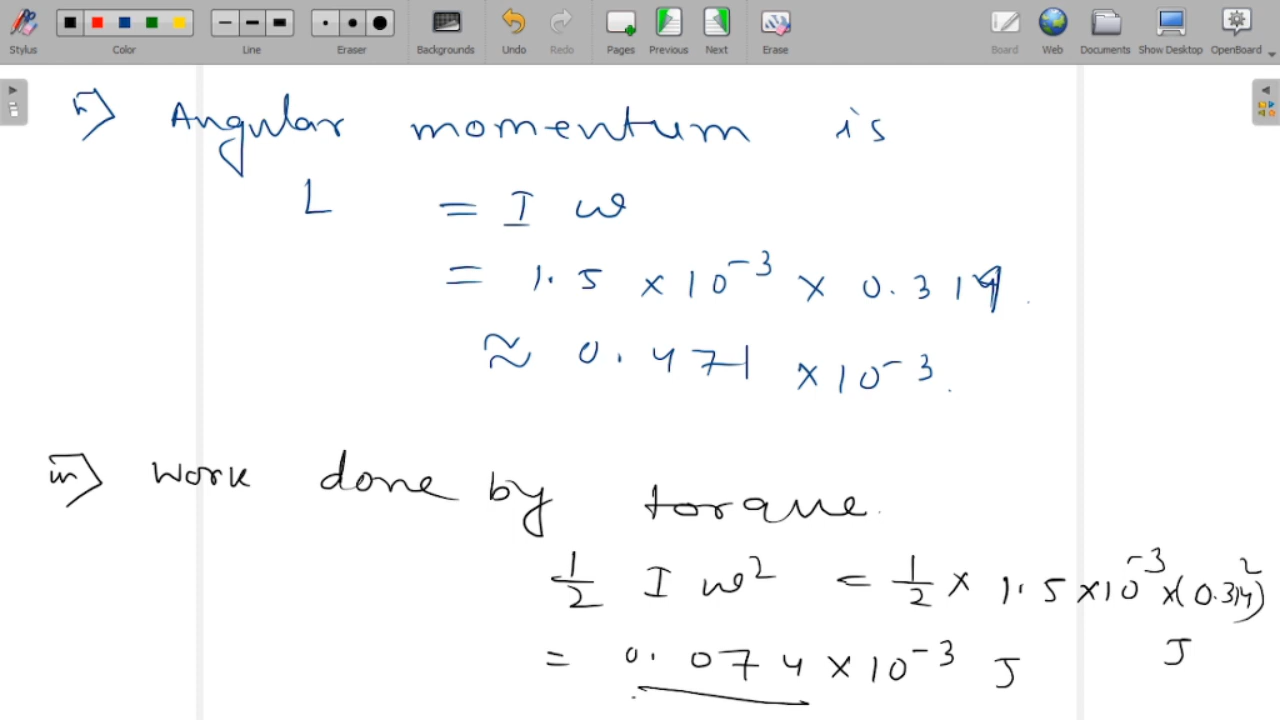 Stylus Color Line Eraser Backgrounds Undo Redo Pages Previous Next Erase Board Web Documents Show Desktop OpenBoard
Angular momentum is
L = I ω
= 1.5 × 10⁻³ × 0.314
≈ 0.471 × 10⁻³.
iii) work done by torque.
1/2 I ω² = 1/2 × 1.5 × 10⁻³ × (0.314)² J
= 0.074 × 10⁻³ J